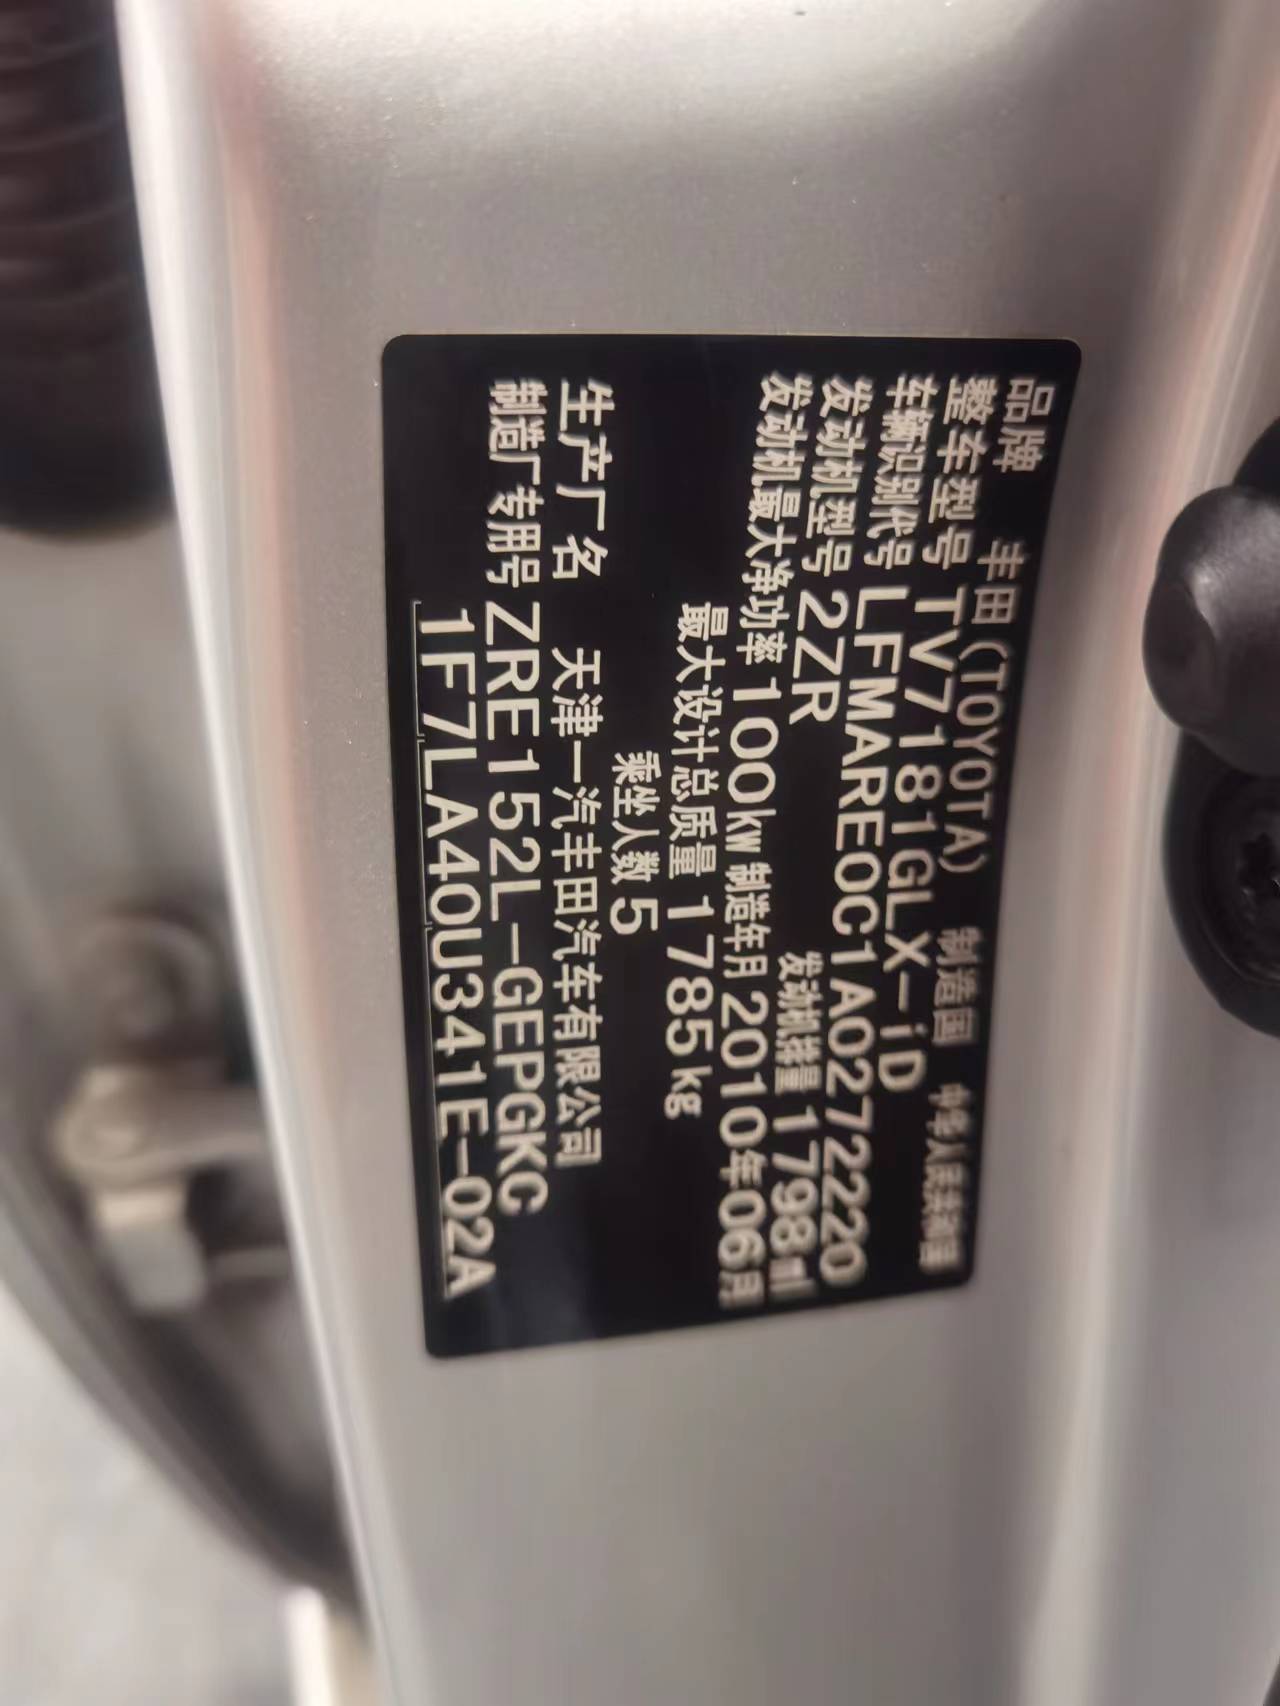 品牌 丰田(TOYOTA) 制造国 中华人民共和国
整车型号 TV7181GLX-iD
车辆识别代号 LFMARE0C1A0272220
发动机型号 2ZR 发动机排量 1798ml
发动机最大净功率 100kw 制造年月 2010年06月
最大设计总质量 1785kg
乘坐人数 5
生产厂名 天津一汽丰田汽车有限公司
制造厂专用号 ZRE152L-GEPGKC
1F7LA40U341E-02A